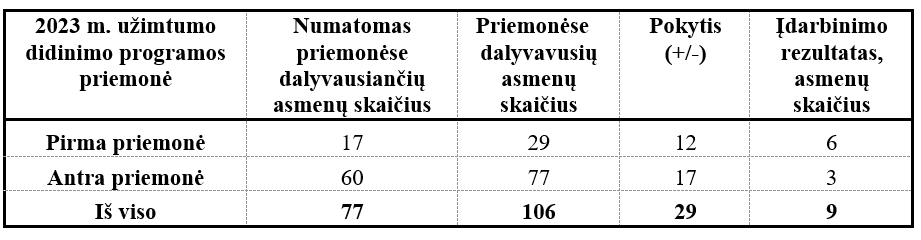 2023 m. užimtumo didinimo programos priemonė | Numatomas priemonėse dalyvausiančių asmenų skaičius | Priemonėse dalyvavusių asmenų skaičius | Pokytis (+/-) | Įdarbinimo rezultatas, asmenų skaičius
Pirma priemonė | 17 | 29 | 12 | 6
Antra priemonė | 60 | 77 | 17 | 3
Iš viso | 77 | 106 | 29 | 9